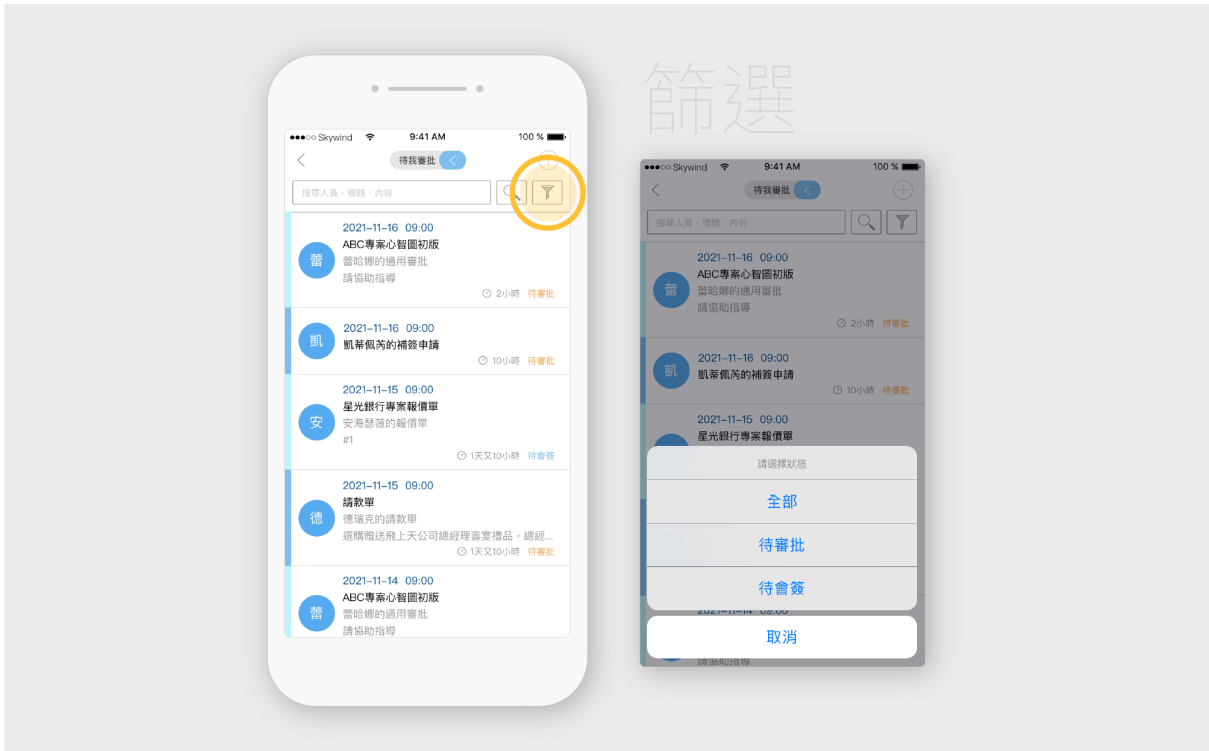 篩選
●●●○○ Skywind 9:41 AM 100 %
待我審批
搜尋人員、標題、內容
2021-11-16 09:00
ABC專案心智圖初版
蕾
蕾哈娜的通用審批
請協助指導
2小時 待審批
2021-11-16 09:00
凱
凱蒂佩芮的補簽申請
10小時 待審批
2021-11-15 09:00
星光銀行專案報價單
安
安海瑟薇的報價單
#1
1天又10小時 待會簽
2021-11-15 09:00
請款單
德
德瑞克的請款單
選購贈送飛上天公司總經理壽宴禮品，總經...
1天又10小時 待審批
2021-11-14 09:00
ABC專案心智圖初版
蕾
蕾哈娜的通用審批
請協助指導
●●●○○ Skywind 9:41 AM 100 %
待我審批
搜尋人員、標題、內容
2021-11-16 09:00
ABC專案心智圖初版
蕾
蕾哈娜的通用審批
請協助指導
2小時 待審批
2021-11-16 09:00
凱
凱蒂佩芮的補簽申請
10小時 待審批
2021-11-15 09:00
星光銀行專案報價單
請選擇狀態
全部
待審批
待會簽
2021-11-14 09:00
取消
請協助指導